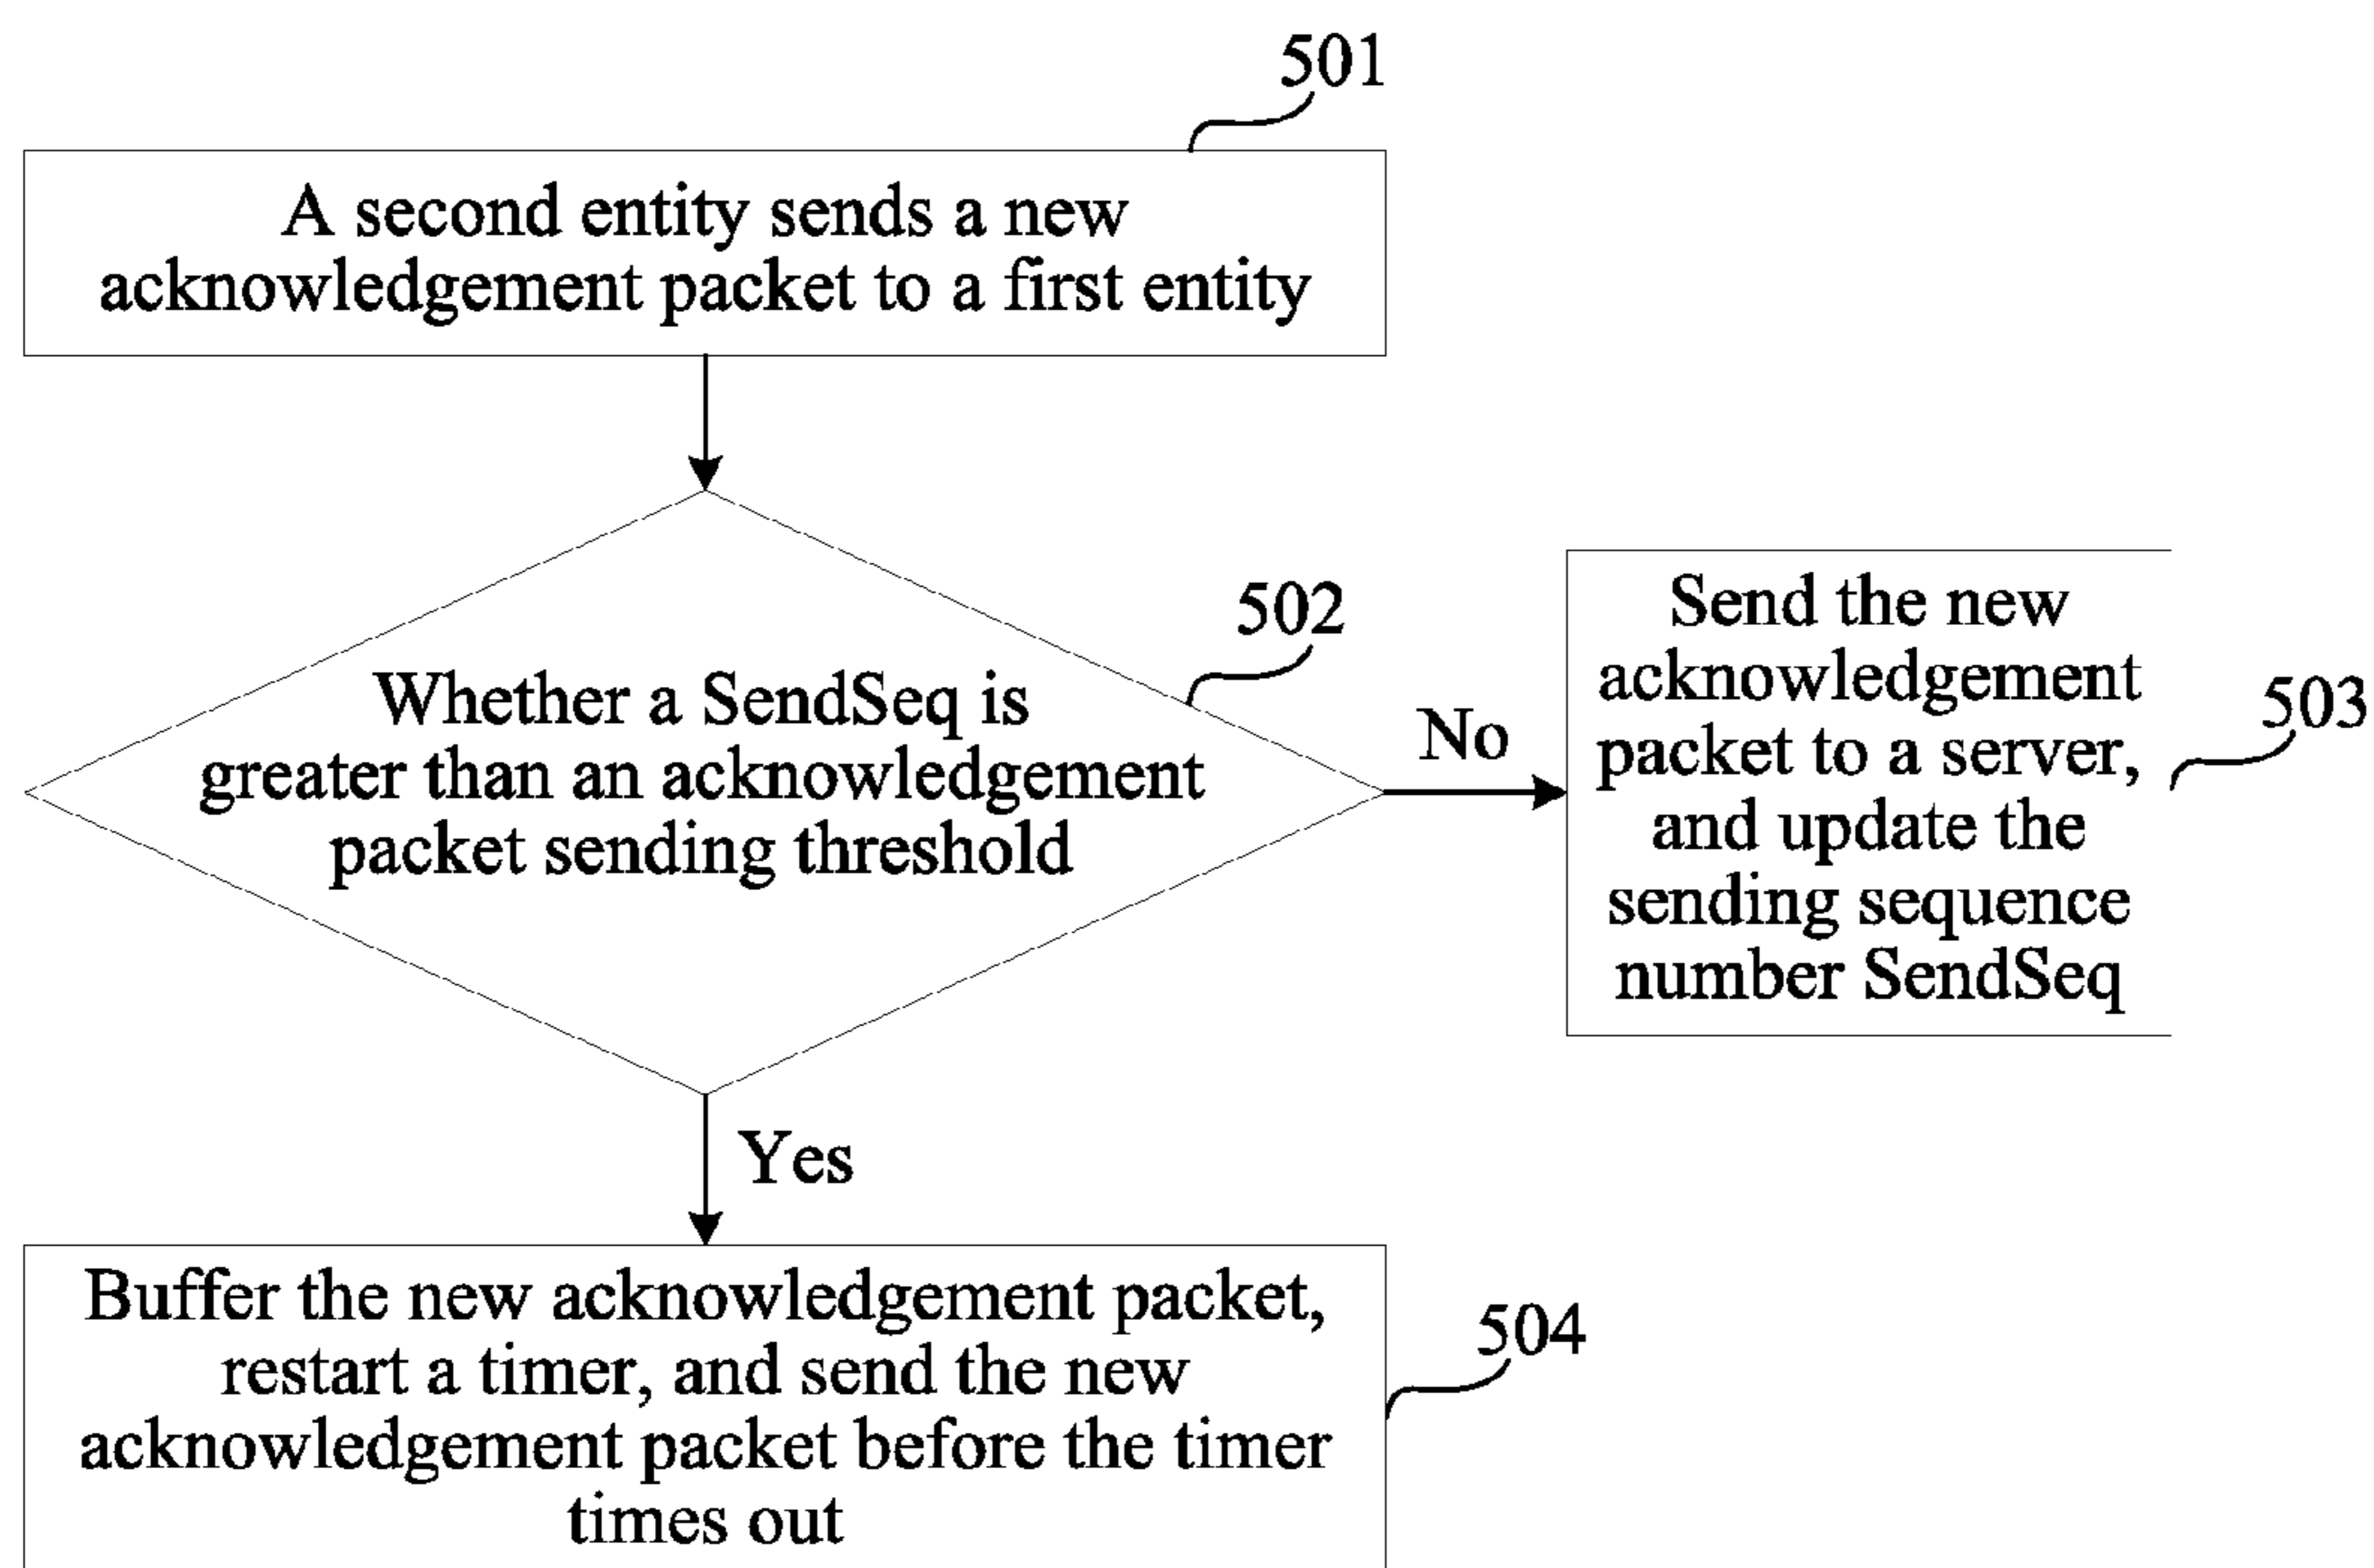 501
A second entity sends a new
acknowledgement packet to a first entity
502
Whether a SendSeq is
greater than an acknowledgement
packet sending threshold
No
Send the new
acknowledgement
packet to a server,
and update the
sending sequence
number SendSeq
503
Yes
Buffer the new acknowledgement packet,
restart a timer, and send the new
acknowledgement packet before the timer
times out
504